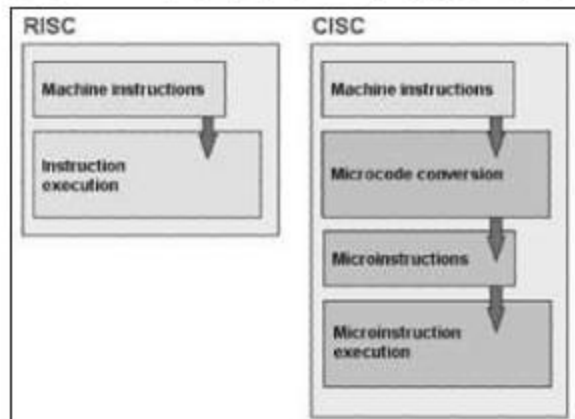 RISC
Machine instructions
Instruction
execution
CISC
Machine instructions
Microcode conversion
Microinstructions
Microinstruction
execution